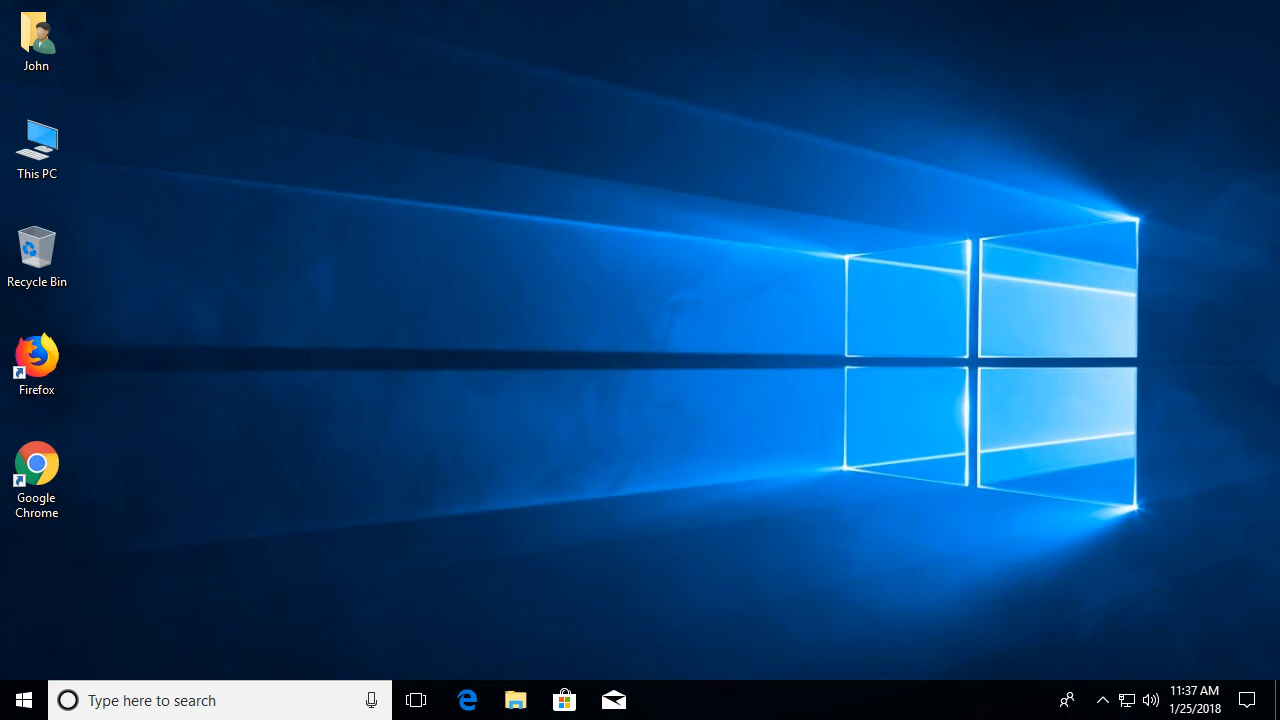 John
This PC
Recycle Bin
Firefox
Google
Chrome
Type here to search
11:37 AM
1/25/2018